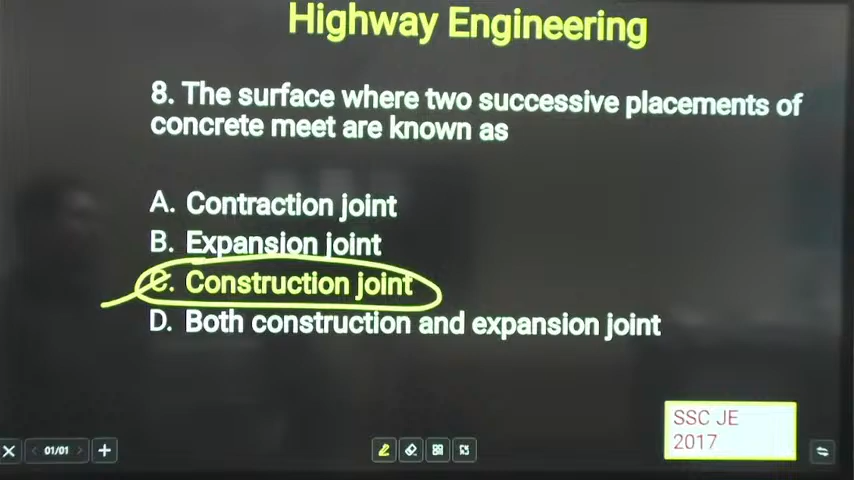 Highway Engineering
8. The surface where two successive placements of
concrete meet are known as
A. Contraction joint
B. Expansion joint
C. Construction joint
D. Both construction and expansion joint
SSC JE
2017
01/01